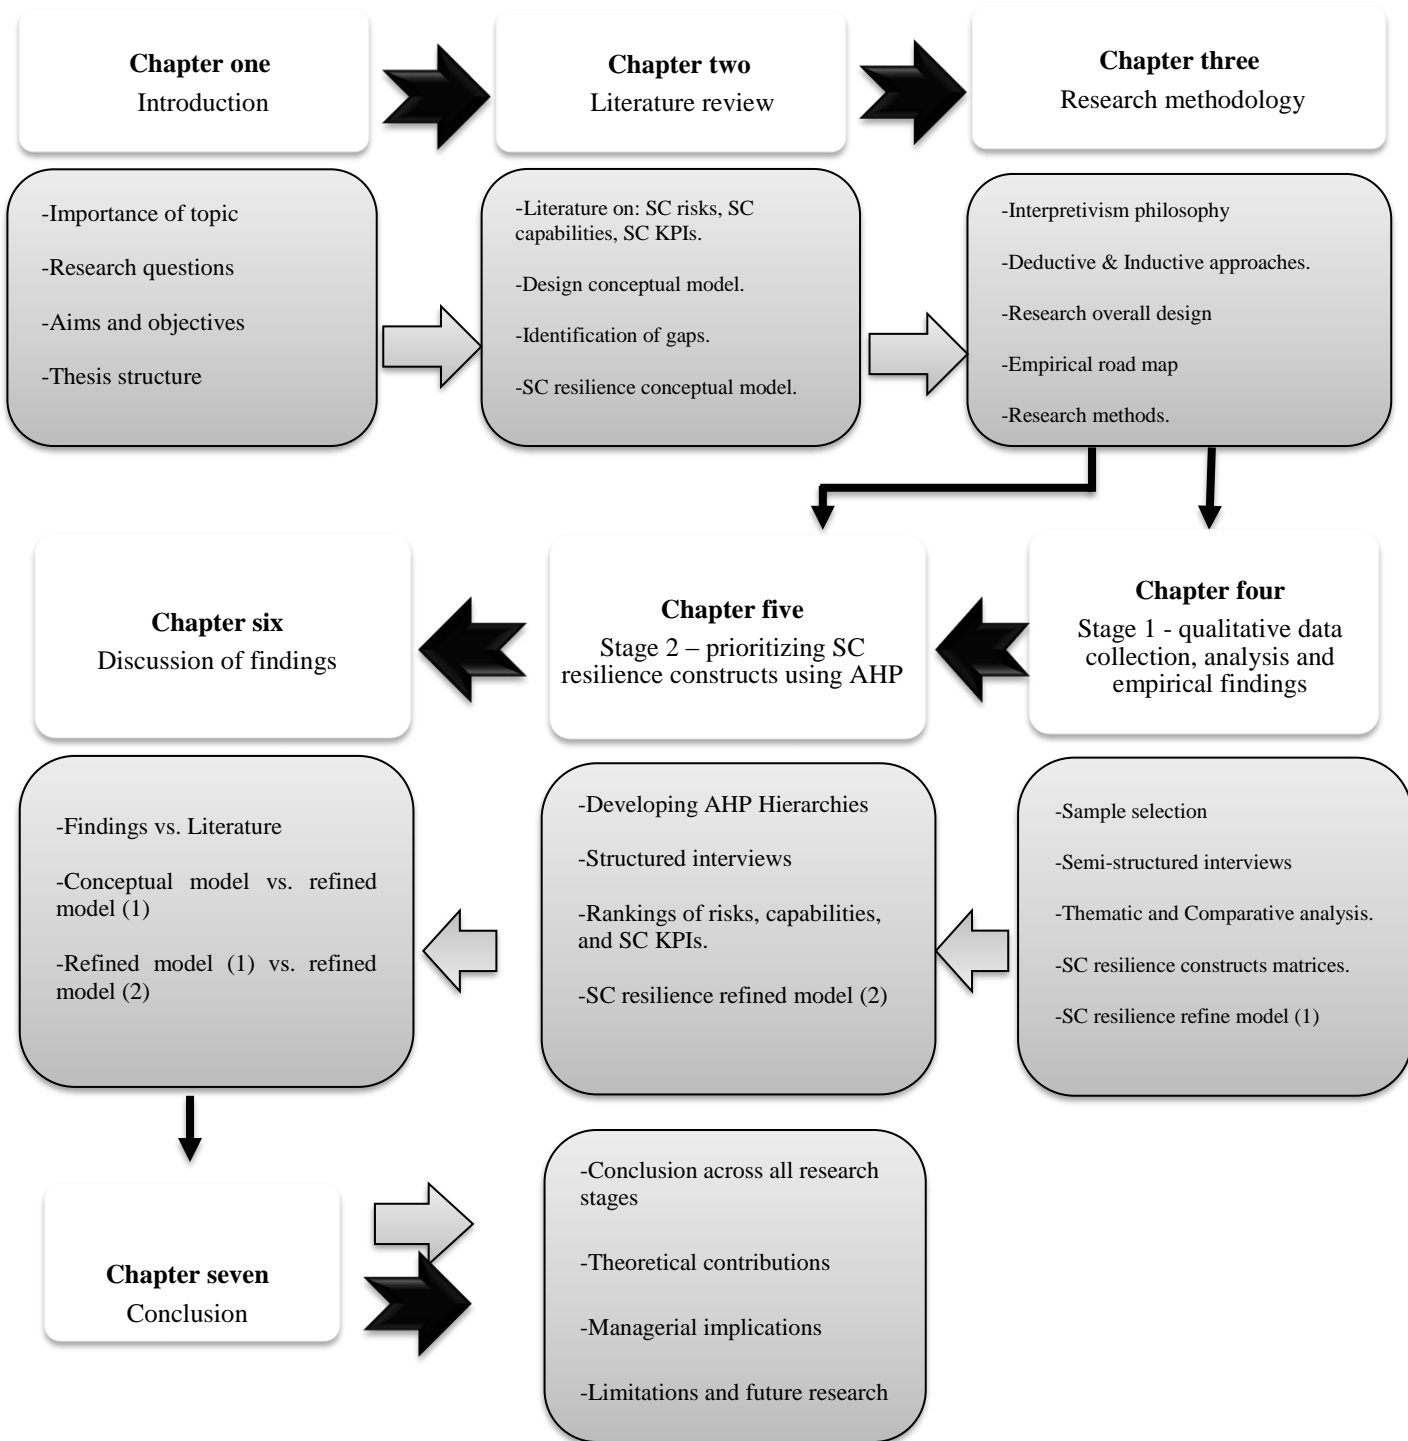 Chapter one
Introduction
Chapter two
Literature review
Chapter three
Research methodology
-Importance of topic
-Research questions
-Aims and objectives
-Thesis structure
-Literature on: SC risks, SC
capabilities, SC KPIs.
-Design conceptual model.
-Identification of gaps.
-SC resilience conceptual model.
-Interpretivism philosophy
-Deductive & Inductive approaches.
-Research overall design
-Empirical road map
-Research methods.
Chapter four
Stage 1 - qualitative data
collection, analysis and
empirical findings
Chapter five
Stage 2 – prioritizing SC
resilience constructs using AHP
Chapter six
Discussion of findings
-Sample selection
-Semi-structured interviews
-Thematic and Comparative analysis.
-SC resilience constructs matrices.
-SC resilience refine model (1)
-Developing AHP Hierarchies
-Structured interviews
-Rankings of risks, capabilities,
and SC KPIs.
-SC resilience refined model (2)
-Findings vs. Literature
-Conceptual model vs. refined
model (1)
-Refined model (1) vs. refined
model (2)
Chapter seven
Conclusion
-Conclusion across all research
stages
-Theoretical contributions
-Managerial implications
-Limitations and future research